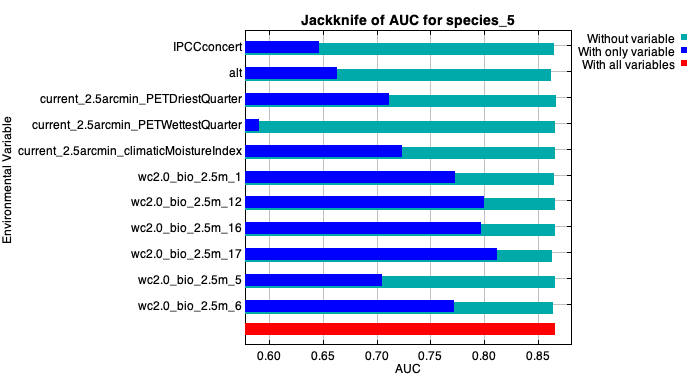 Jackknife of AUC for species_5
Without variable
With only variable
With all variables
Environmental Variable
IPCCconcert
alt
current_2.5arcmin_PETDriestQuarter
current_2.5arcmin_PETWettestQuarter
current_2.5arcmin_climaticMoistureIndex
wc2.0_bio_2.5m_1
wc2.0_bio_2.5m_12
wc2.0_bio_2.5m_16
wc2.0_bio_2.5m_17
wc2.0_bio_2.5m_5
wc2.0_bio_2.5m_6
0.60 0.65 0.70 0.75 0.80 0.85
AUC